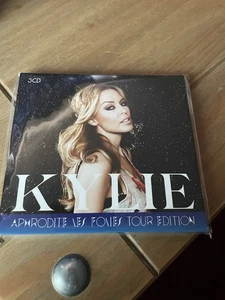 3CD
KYLIE
APHRODITE LES FOLIES TOUR EDITION